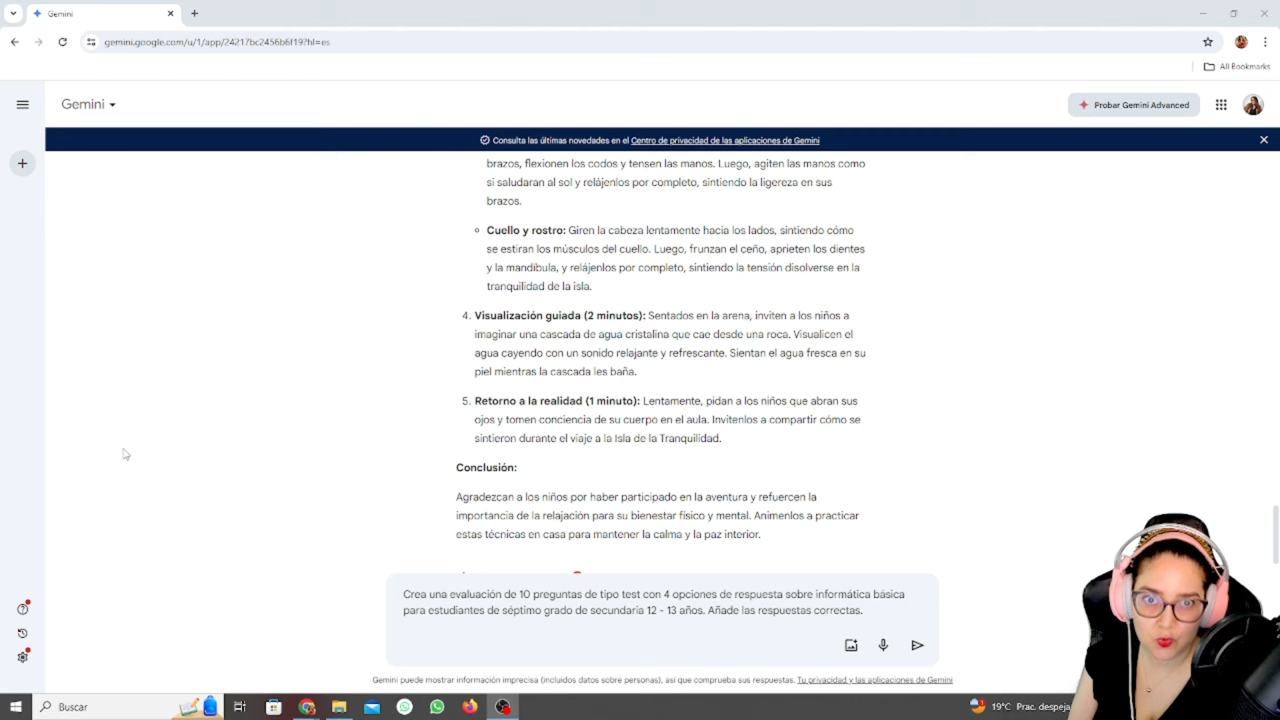 Gemini
gemini.google.com/u/1/app/24217bc2456b6f19?hl=es
All Bookmarks
Gemini
Probar Gemini Advanced
Consulta las últimas novedades en el Centro de privacidad de las aplicaciones de Gemini
brazos, flexionen los codos y tensen las manos. Luego, agiten las manos como
si saludaran al sol y relájenlos por completo, sintiendo la ligereza en sus
brazos.
Cuello y rostro: Giren la cabeza lentamente hacia los lados, sintiendo cómo
se estiran los músculos del cuello. Luego, frunzan el ceño, aprieten los dientes
y la mandíbula, y relájenlos por completo, sintiendo la tensión disolverse en la
tranquilidad de la isla.
4. Visualización guiada (2 minutos): Sentados en la arena, inviten a los niños a
imaginar una cascada de agua cristalina que cae desde una roca. Visualicen el
agua cayendo con un sonido relajante y refrescante. Sientan el agua fresca en su
piel mientras la cascada les baña.
5. Retorno a la realidad (1 minuto): Lentamente, pidan a los niños que abran sus
ojos y tomen conciencia de su cuerpo en el aula. Invítenlos a compartir cómo se
sintieron durante el viaje a la Isla de la Tranquilidad.
Conclusión:
Agradezcan a los niños por haber participado en la aventura y refuercen la
importancia de la relajación para su bienestar físico y mental. Anímenlos a practicar
estas técnicas en casa para mantener la calma y la paz interior.
Crea una evaluación de 10 preguntas de tipo test con 4 opciones de respuesta sobre informática básica
para estudiantes de séptimo grado de secundaria 12 - 13 años. Añade las respuestas correctas.
Gemini puede mostrar información imprecisa (incluidos datos sobre personas), así que comprueba sus respuestas. Tu privacidad y las aplicaciones de Gemini
Buscar
19°C Prac. despeja